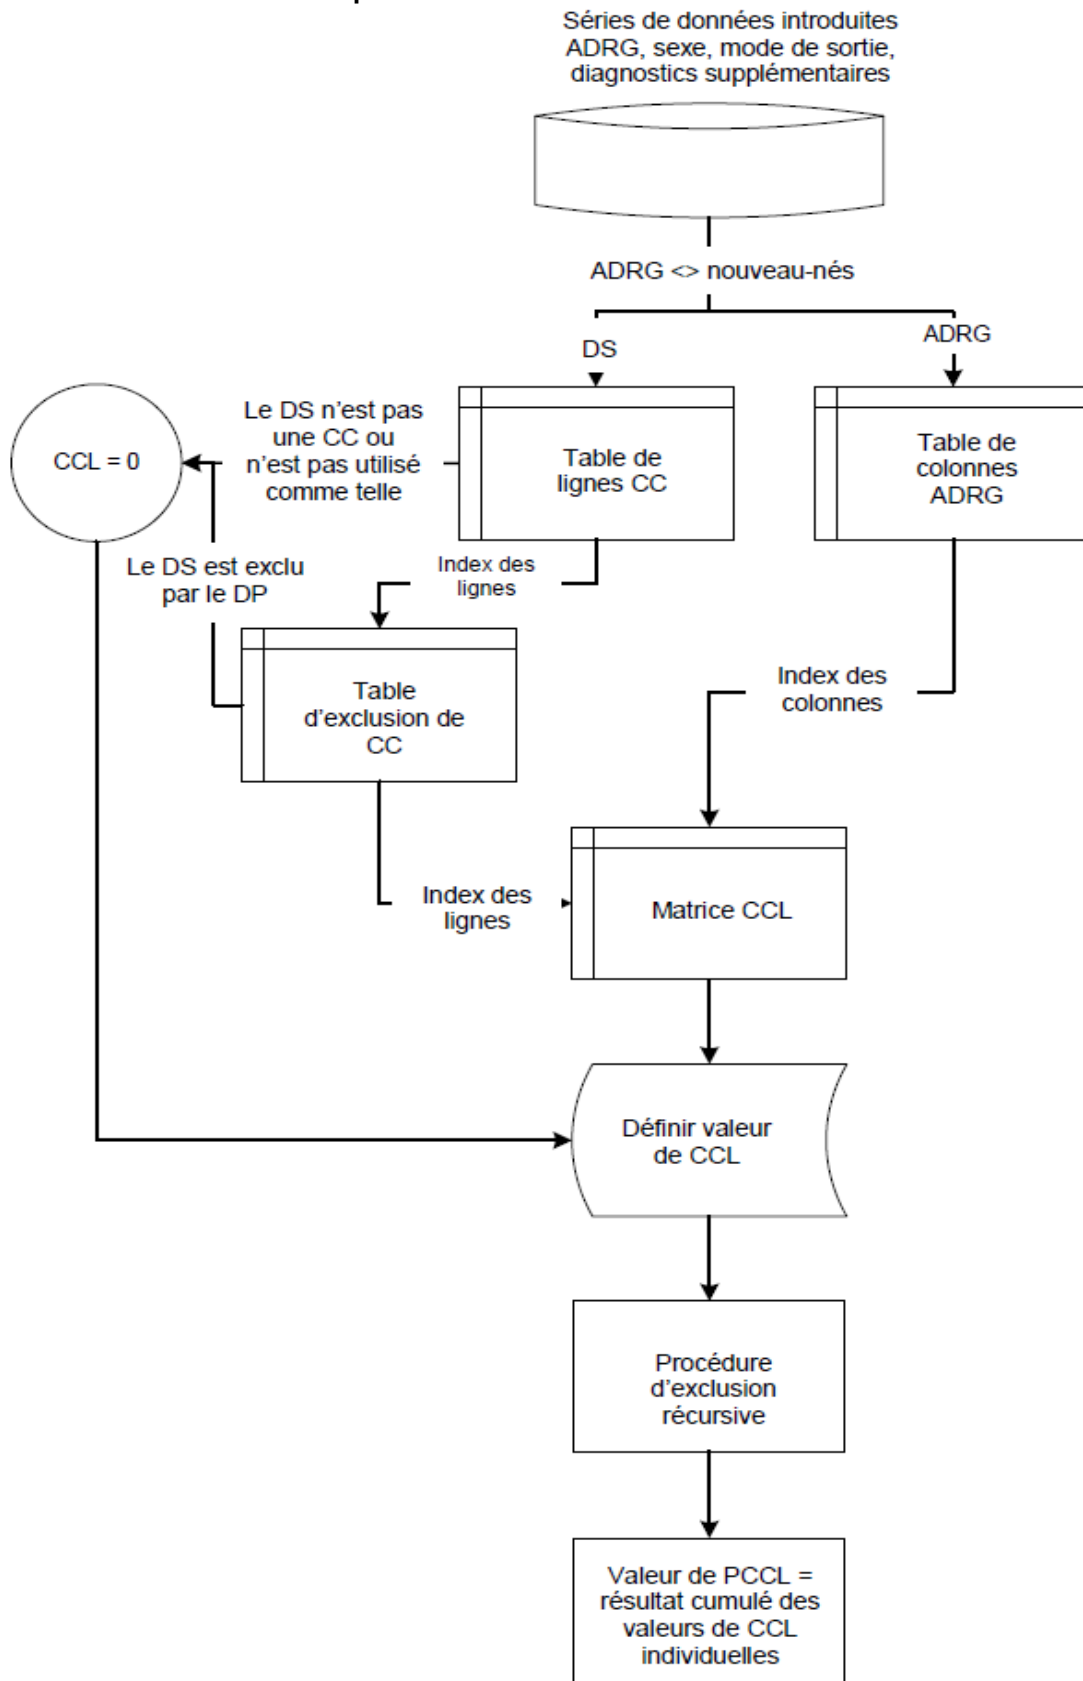 Séries de données introduites
ADRG, sexe, mode de sortie,
diagnostics supplémentaires
ADRG <> nouveau-nés
DS
ADRG
Le DS n'est pas
une CC ou
n'est pas utilisé
comme telle
CCL = 0
Table de
lignes CC
Table de
colonnes
ADRG
Le DS est exclu
par le DP
Index des
lignes
Table
d'exclusion de
CC
Index des
colonnes
Index des
lignes
Matrice CCL
Définir valeur
de CCL
Procédure
d'exclusion
récursive
Valeur de PCCL =
résultat cumulé des
valeurs de CCL
individuelles